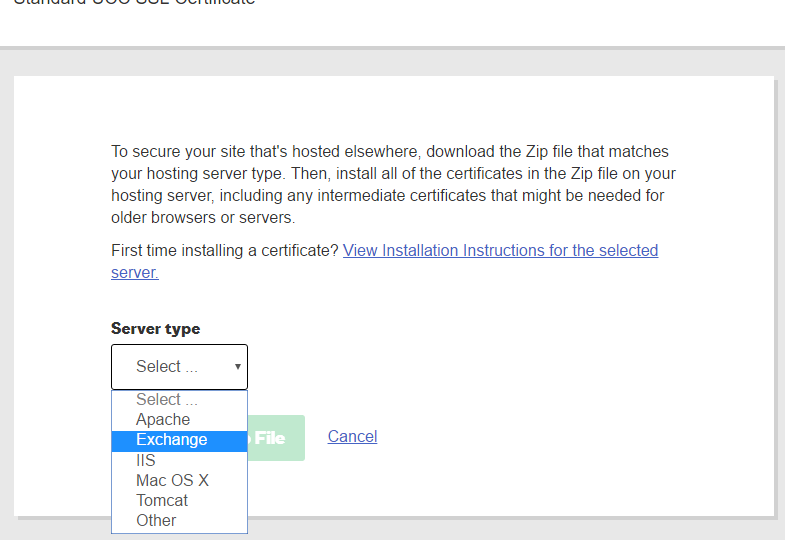 Standard UCC SSL Certificate
To secure your site that's hosted elsewhere, download the Zip file that matches
your hosting server type. Then, install all of the certificates in the Zip file on your
hosting server, including any intermediate certificates that might be needed for
older browsers or servers.
First time installing a certificate? View Installation Instructions for the selected
server.
Server type
Select ...
Select ...
Apache
Exchange
IIS
Mac OS X
Tomcat
Other
File
Cancel